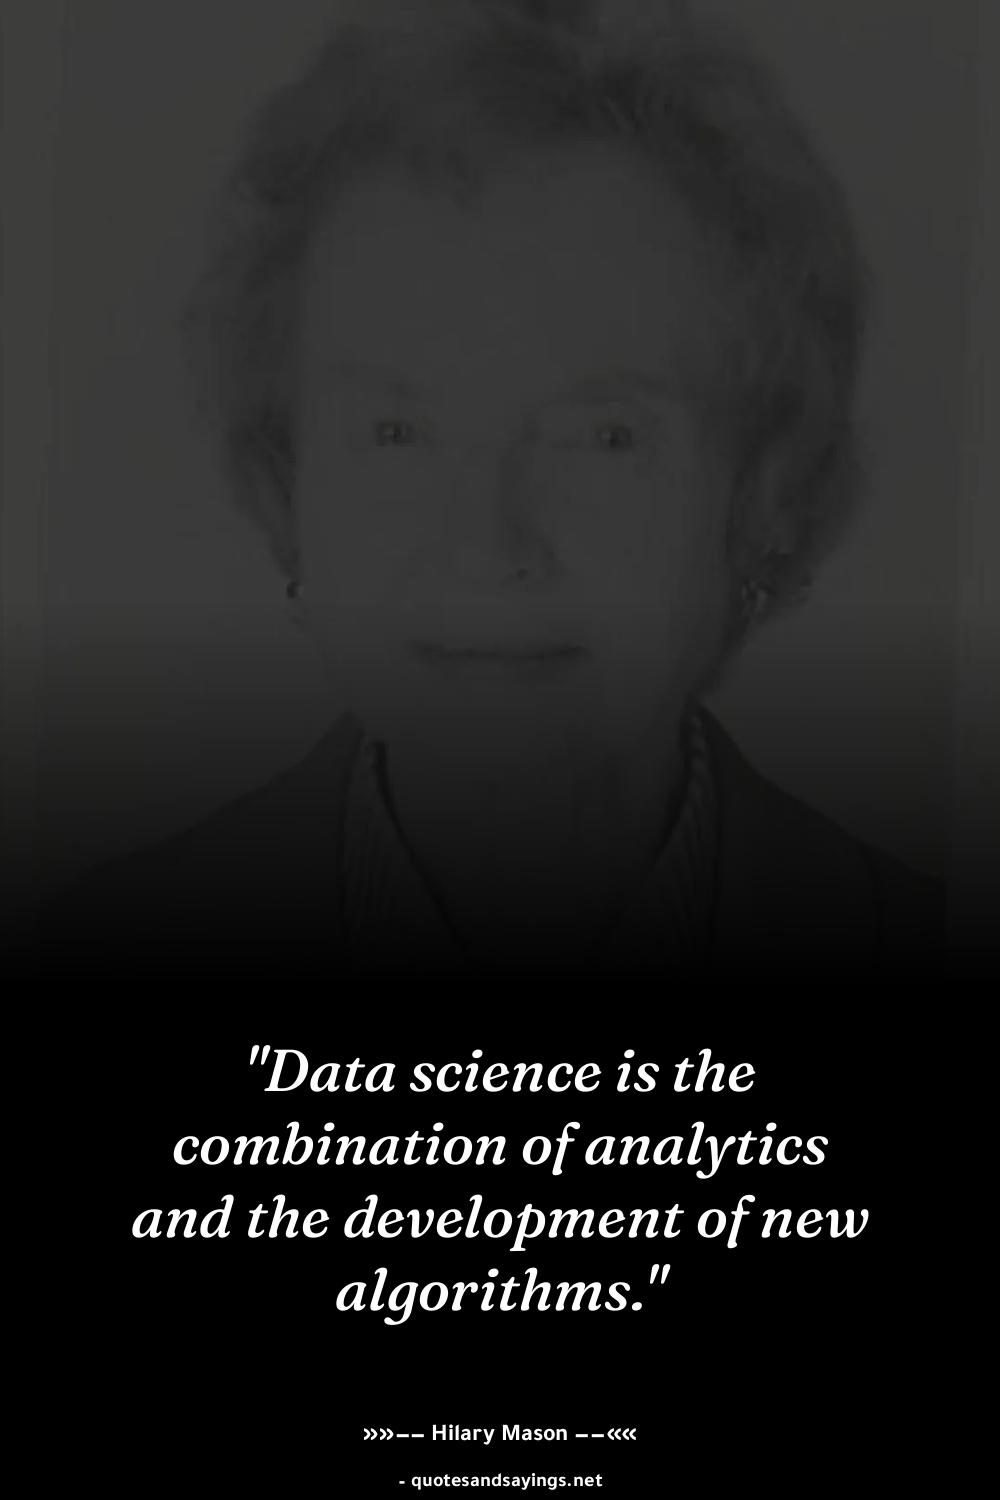 "Data science is the
combination of analytics
and the development of new
algorithms."
»»–– Hilary Mason ––««
- quotesandsayings.net